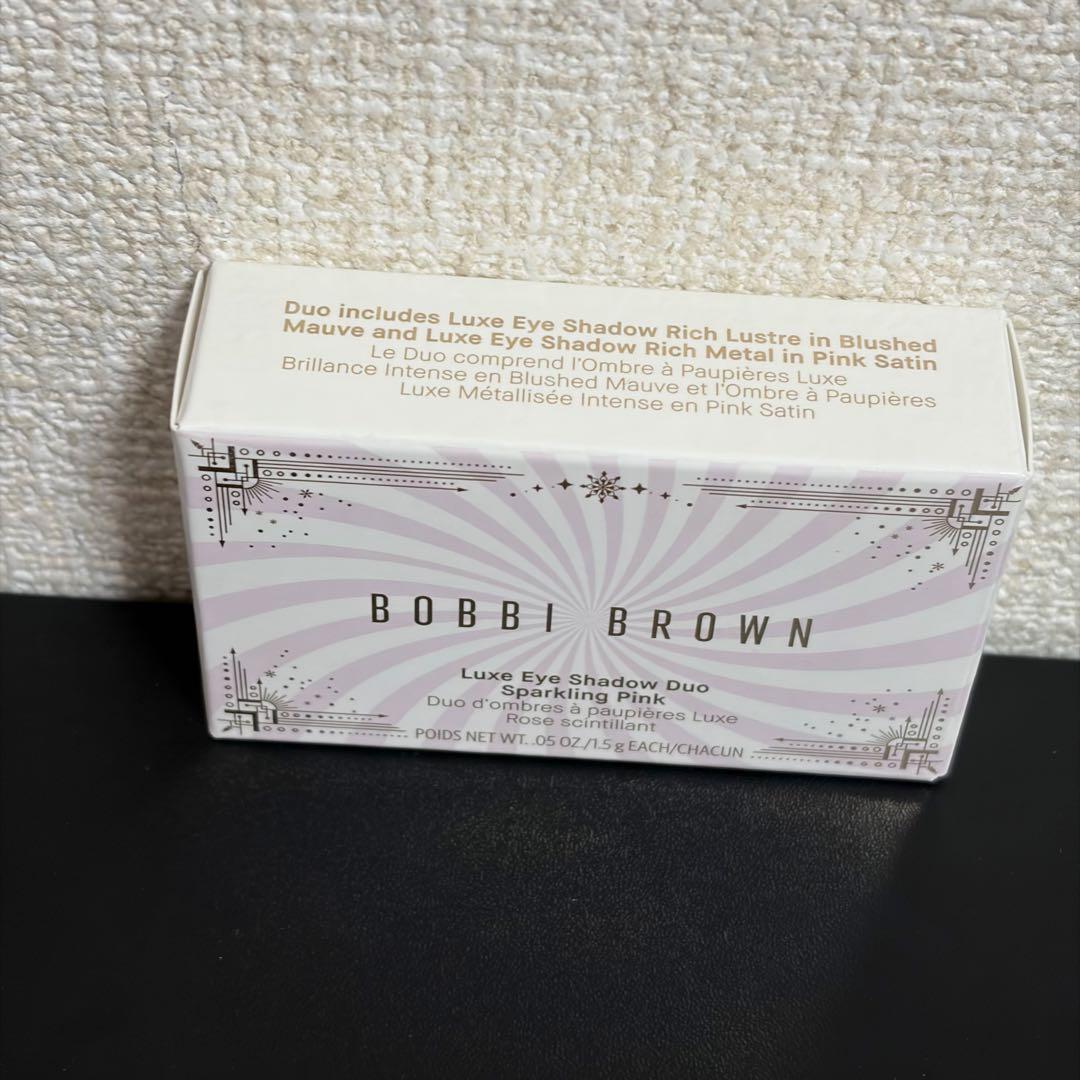 Duo includes Luxe Eye Shadow Rich Lustre in Blushed
Mauve and Luxe Eye Shadow Rich Metal in Pink Satin
Le Duo comprend l'Ombre à Paupières Luxe
Brillance Intense en Blushed Mauve et l'Ombre à Paupières
Luxe Métallisée Intense en Pink Satin
BOBBI BROWN
Luxe Eye Shadow Duo
Sparkling Pink
Duo d'ombres à paupières Luxe
Rose scintillant
POIDS NET WT. .05 OZ./1.5 g EACH/CHACUN